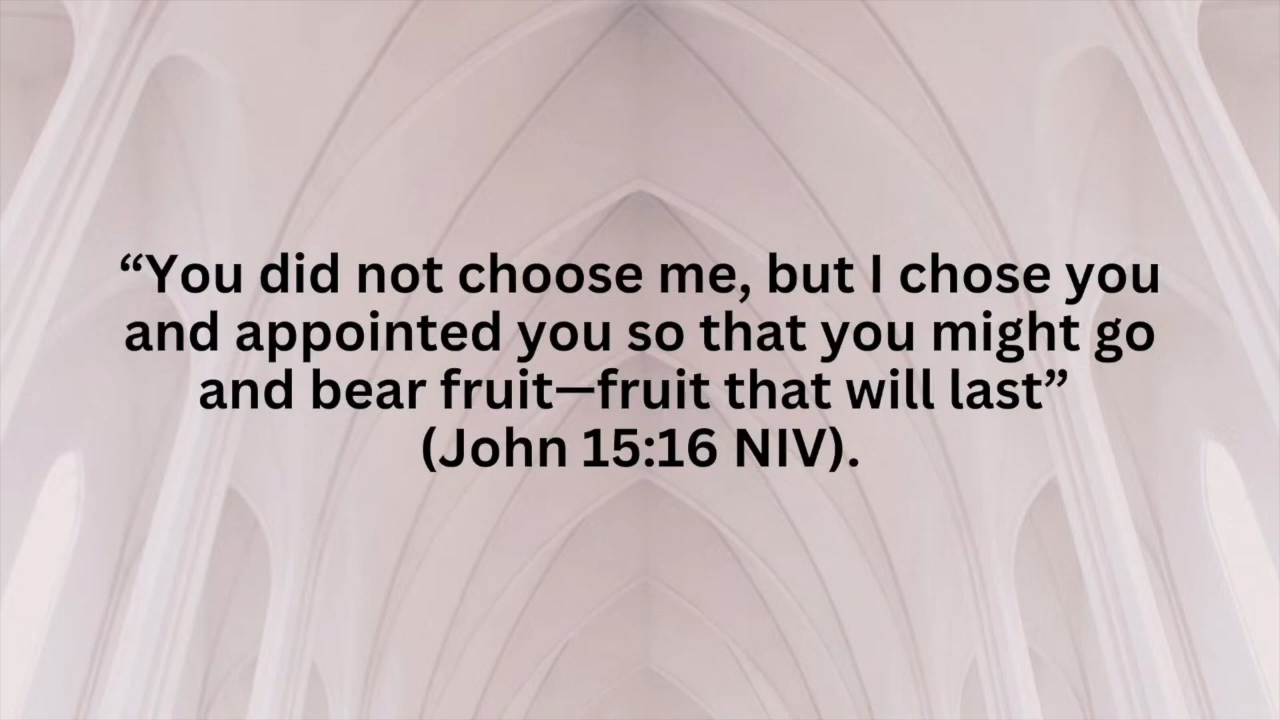 “You did not choose me, but I chose you
and appointed you so that you might go
and bear fruit—fruit that will last”
(John 15:16 NIV).